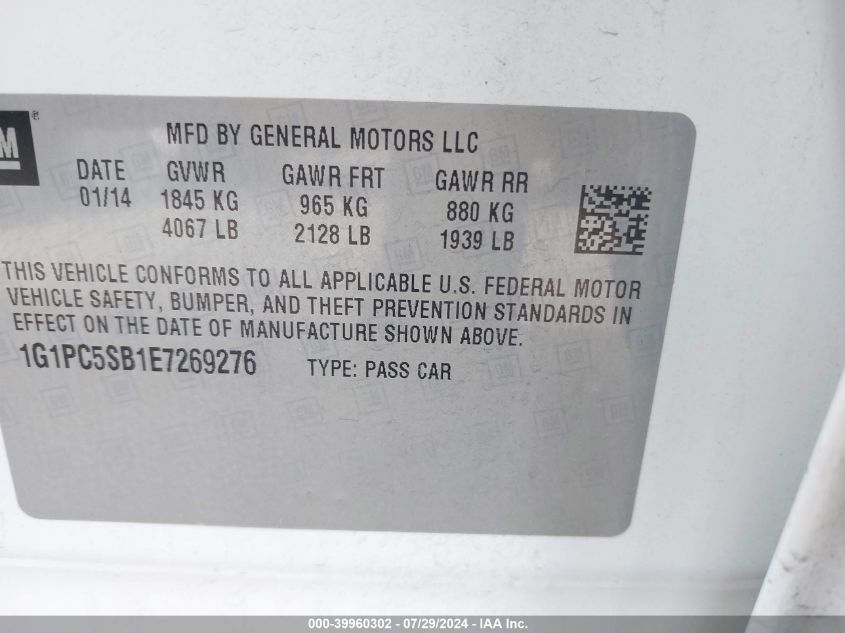 GM®
MFD BY GENERAL MOTORS LLC
DATE GVWR GAWR FRT GAWR RR
01/14 1845 KG 965 KG 880 KG
4067 LB 2128 LB 1939 LB
THIS VEHICLE CONFORMS TO ALL APPLICABLE U.S. FEDERAL MOTOR
VEHICLE SAFETY, BUMPER, AND THEFT PREVENTION STANDARDS IN
EFFECT ON THE DATE OF MANUFACTURE SHOWN ABOVE.
1G1PC5SB1E7269276 TYPE: PASS CAR
000-39960302 - 07/29/2024 - IAA Inc.